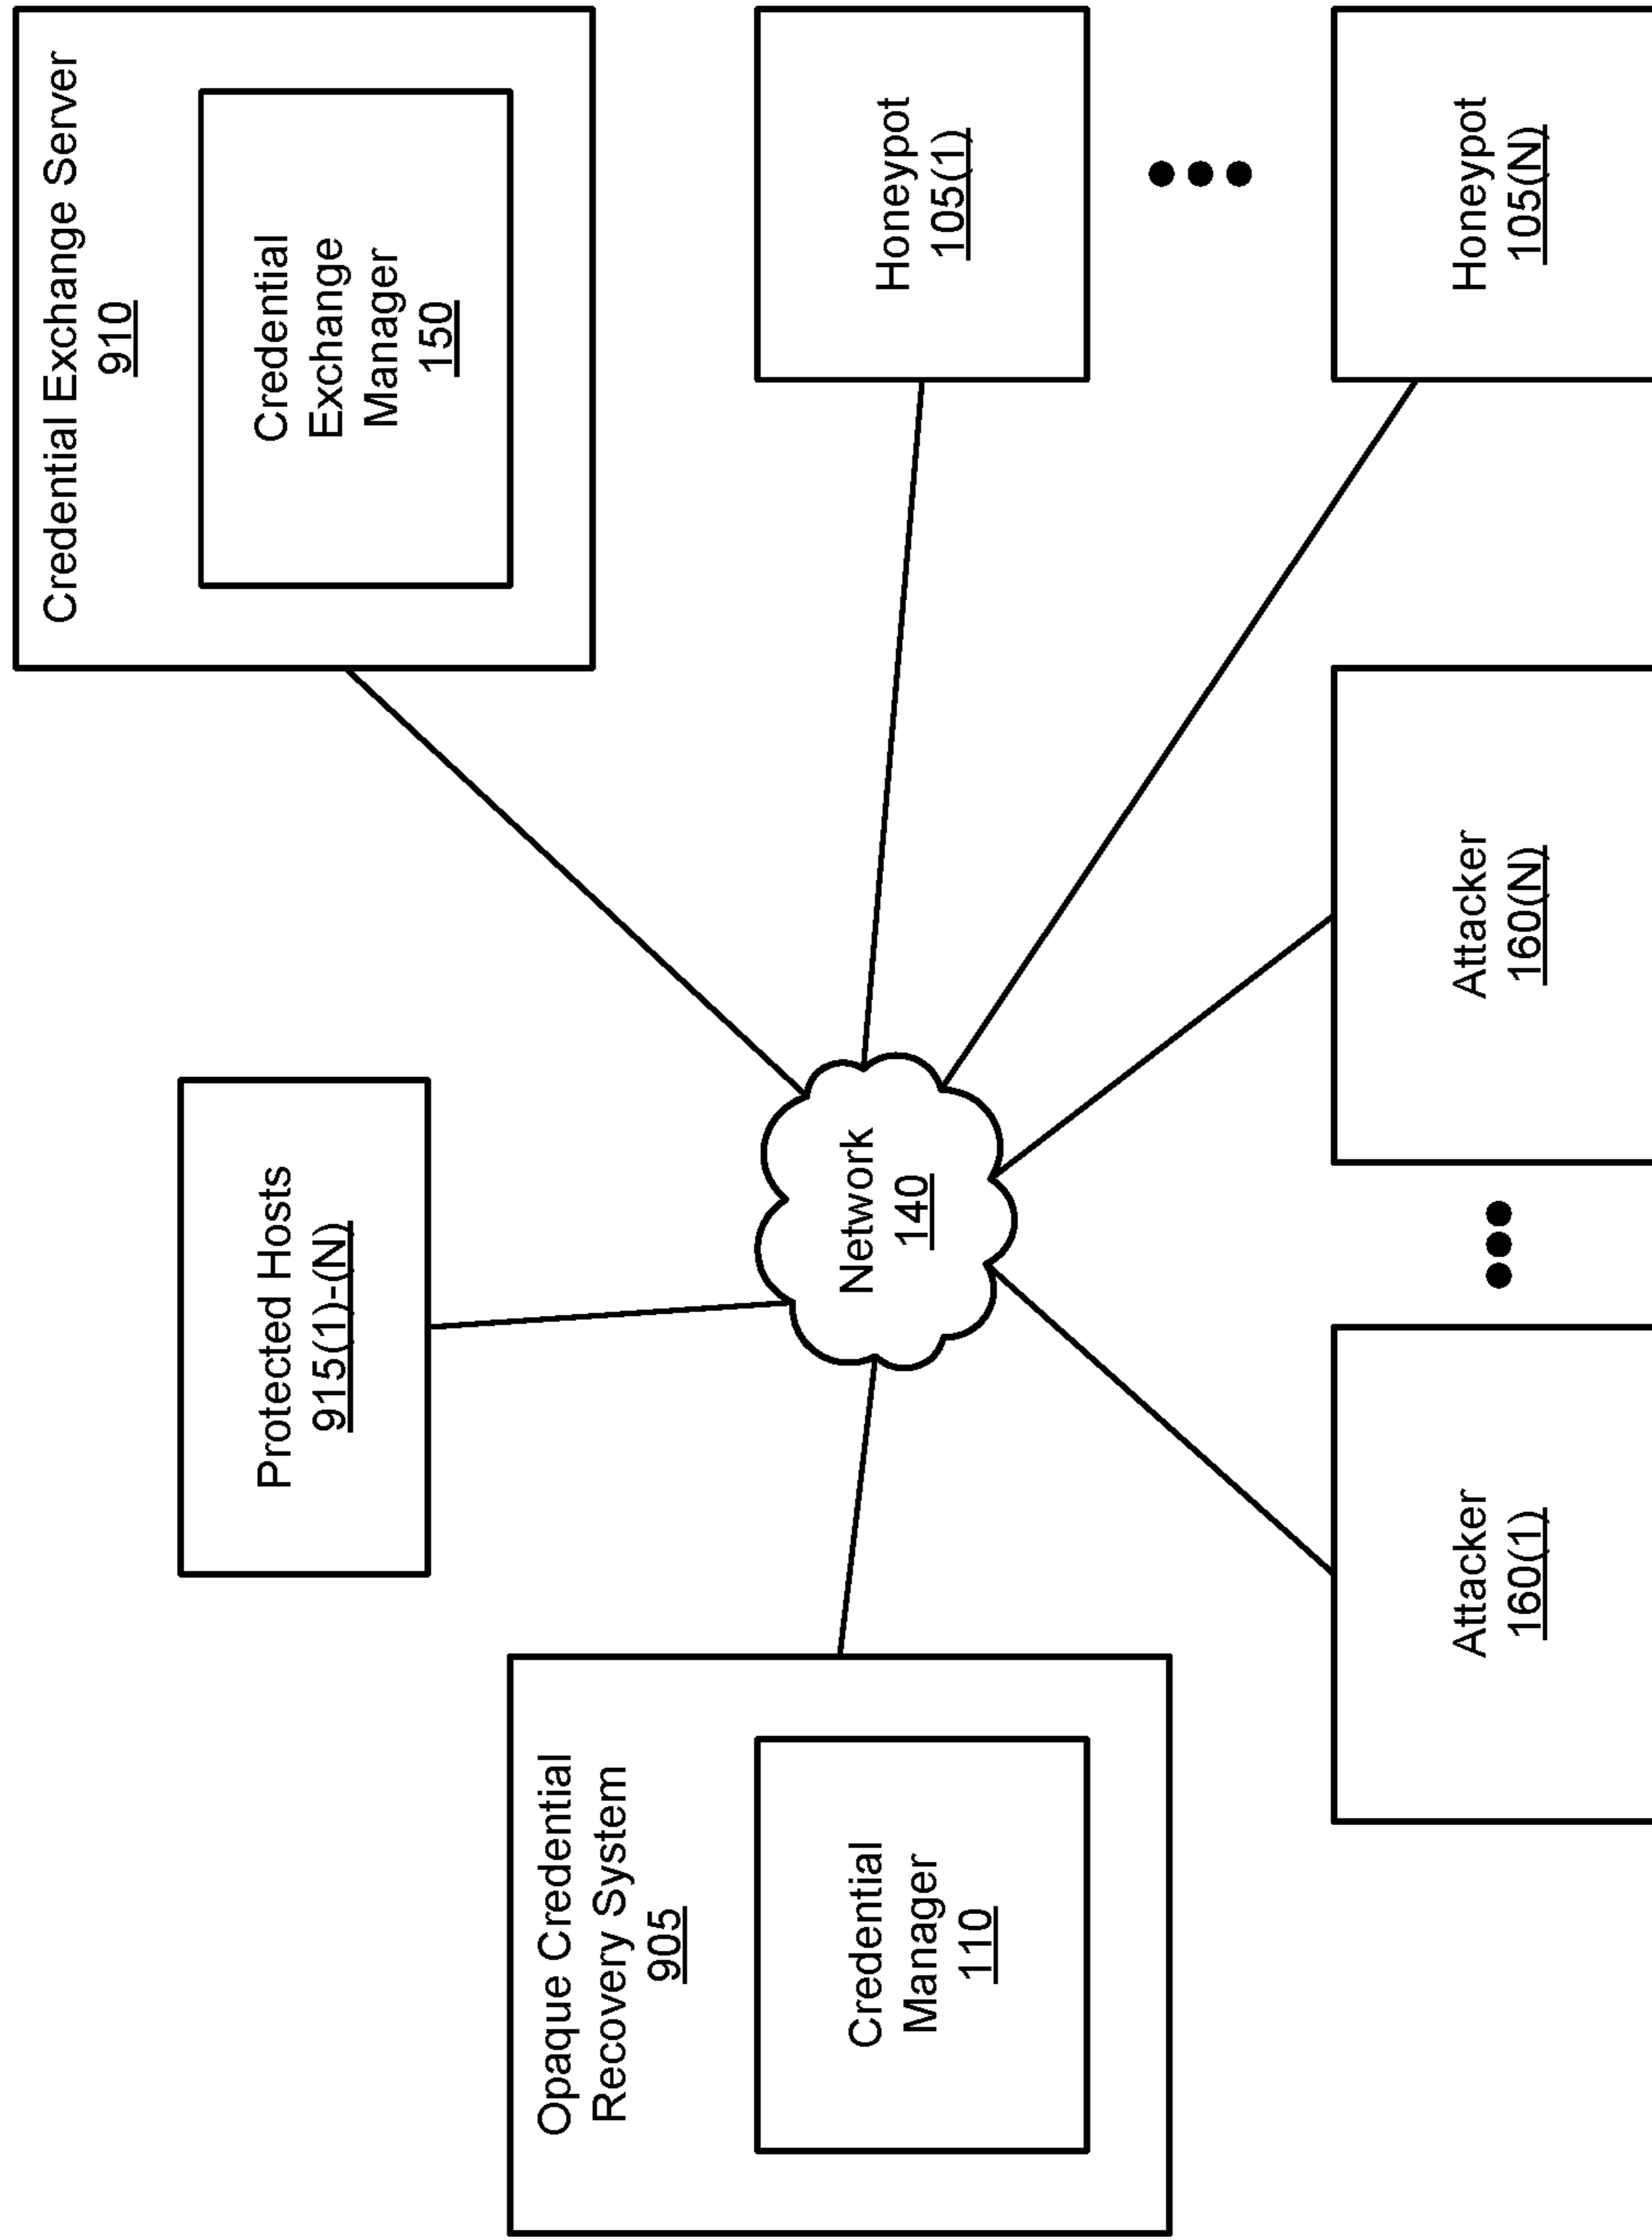 Credential Exchange Server
910
Credential
Exchange
Manager
150
Protected Hosts
915(1)-(N)
Opaque Credential
Recovery System
905
Credential
Manager
110
Network
140
Honeypot
105(1)
Honeypot
105(N)
Attacker
160(1)
Attacker
160(N)